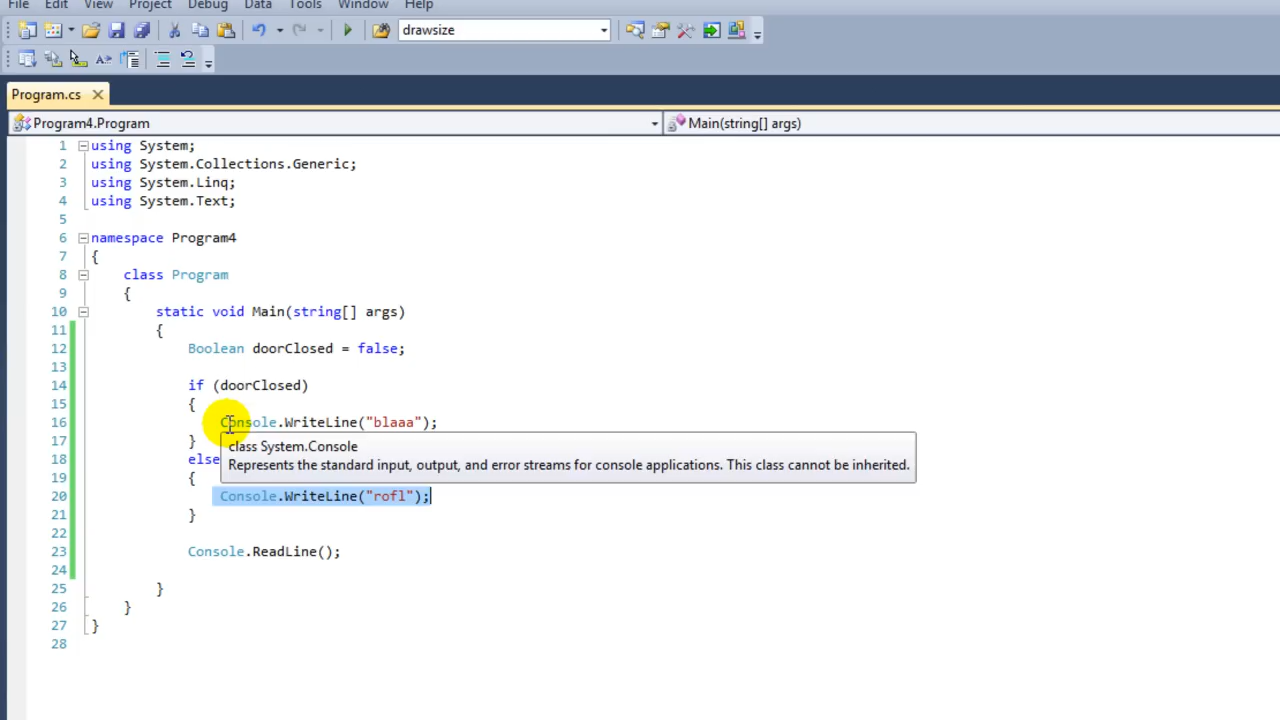 File Edit View Project Debug Data Tools Window Help
drawsize
Program.cs
Program4.Program Main(string[] args)
1 using System;
2 using System.Collections.Generic;
3 using System.Linq;
4 using System.Text;
5
6 namespace Program4
7 {
8 class Program
9 {
10 static void Main(string[] args)
11 {
12 Boolean doorClosed = false;
13
14 if (doorClosed)
15 {
16 Console.WriteLine("blaaa");
17 }
class System.Console
18 else
Represents the standard input, output, and error streams for console applications. This class cannot be inherited.
19 {
20 Console.WriteLine("rofl");
21 }
22
23 Console.ReadLine();
24
25 }
26 }
27 }
28